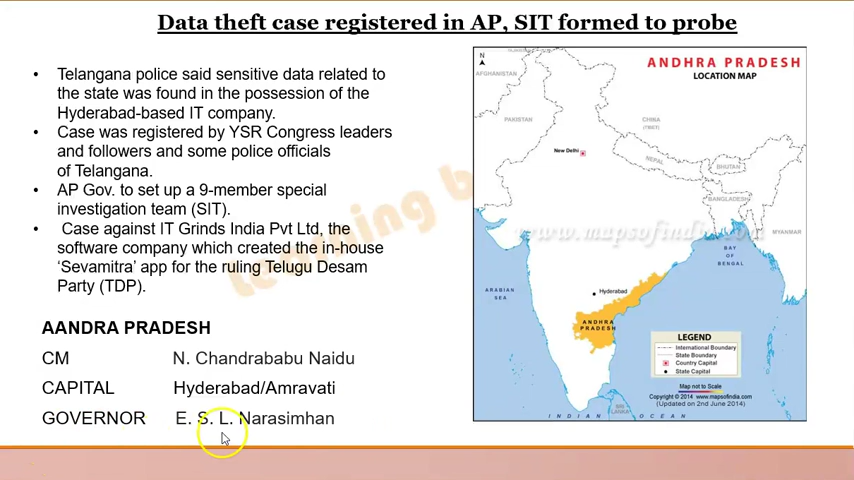 Data theft case registered in AP, SIT formed to probe
• Telangana police said sensitive data related to
the state was found in the possession of the
Hyderabad-based IT company.
• Case was registered by YSR Congress leaders
and followers and some police officials
of Telangana.
• AP Gov. to set up a 9-member special
investigation team (SIT).
• Case against IT Grinds India Pvt Ltd, the
software company which created the in-house
‘Sevamitra’ app for the ruling Telugu Desam
Party (TDP).
AANDRA PRADESH
CM N. Chandrababu Naidu
CAPITAL Hyderabad/Amravati
GOVERNOR E. S. L. Narasimhan
learning b
N
ANDHRA PRADESH
LOCATION MAP
AFGHANISTAN
PAKISTAN
CHINA
(TIBET)
New Delhi
NEPAL
BHUTAN
BANGLADESH
www.mapsofindia.com
MYANMAR
BAY
OF
BENGAL
ARABIAN
SEA
Hyderabad
ANDHRA
PRADESH
LEGEND
International Boundary
State Boundary
Country Capital
State Capital
Map not to Scale
Copyright © 2014 www.mapsofindia.com
(Updated on 2nd June 2014)
SRI
LANKA
INDIAN OCEAN